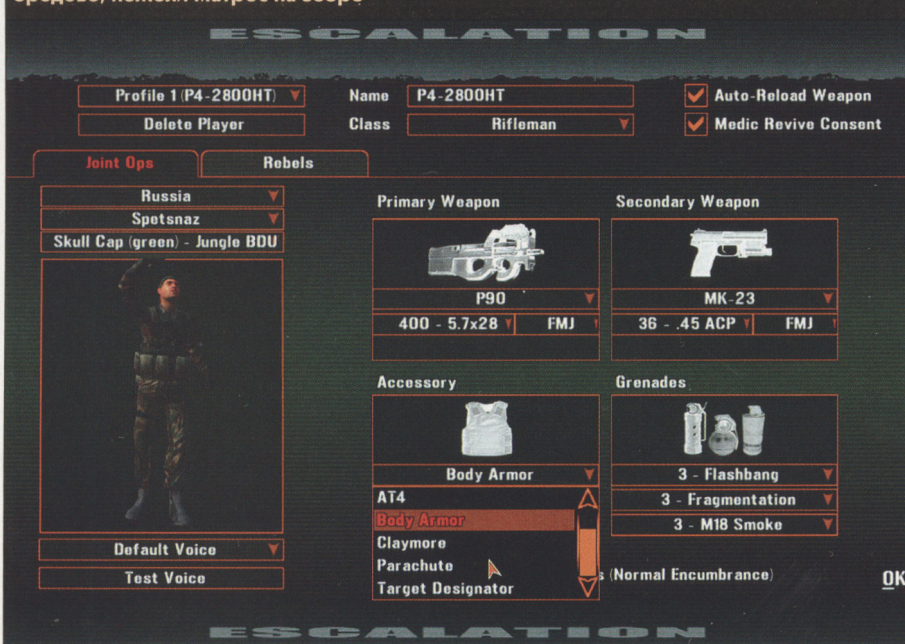 ESCALATION
Profile 1 (P4-2800HT)
Delete Player
Name P4-2800HT
Class Rifleman
Auto-Reload Weapon
Medic Revive Consent
Joint Ops
Rebels
Russia
Spetsnaz
Skull Cap (green) - Jungle BDU
Default Voice
Test Voice
Primary Weapon
P90
400 - 5.7x28 FMJ
Secondary Weapon
MK-23
36 - .45 ACP FMJ
Accessory
Body Armor
AT4
Body Armor
Claymore
Parachute
Target Designator
Grenades
3 - Flashbang
3 - Fragmentation
3 - M18 Smoke
(Normal Encumbrance)
OK
ESCALATION